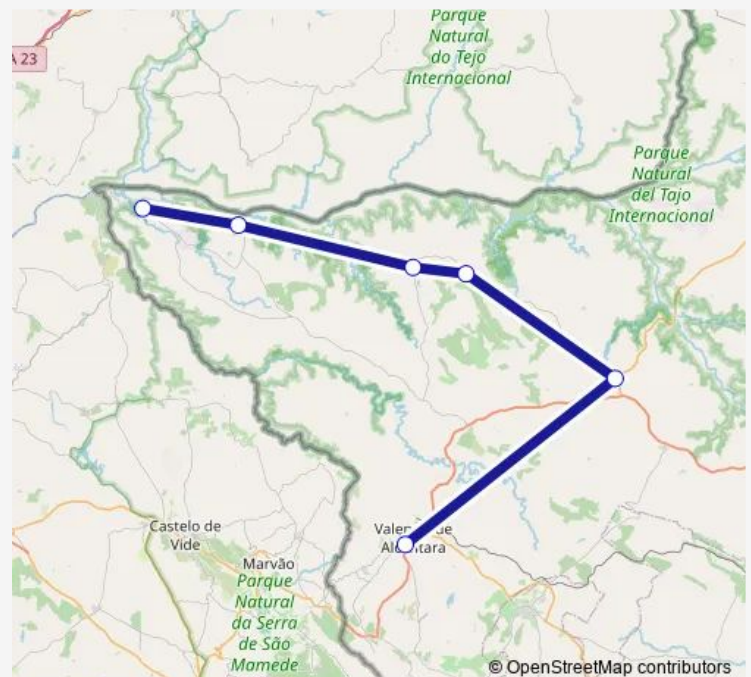 Parque
Natural
do Tejo
Internacional
A 23
Parque
Natural
del Tajo
Internacional
Castelo de
Vide
Marvão
Parque
Natural
da Serra
de São
Mamede
© OpenStreetMap contributors